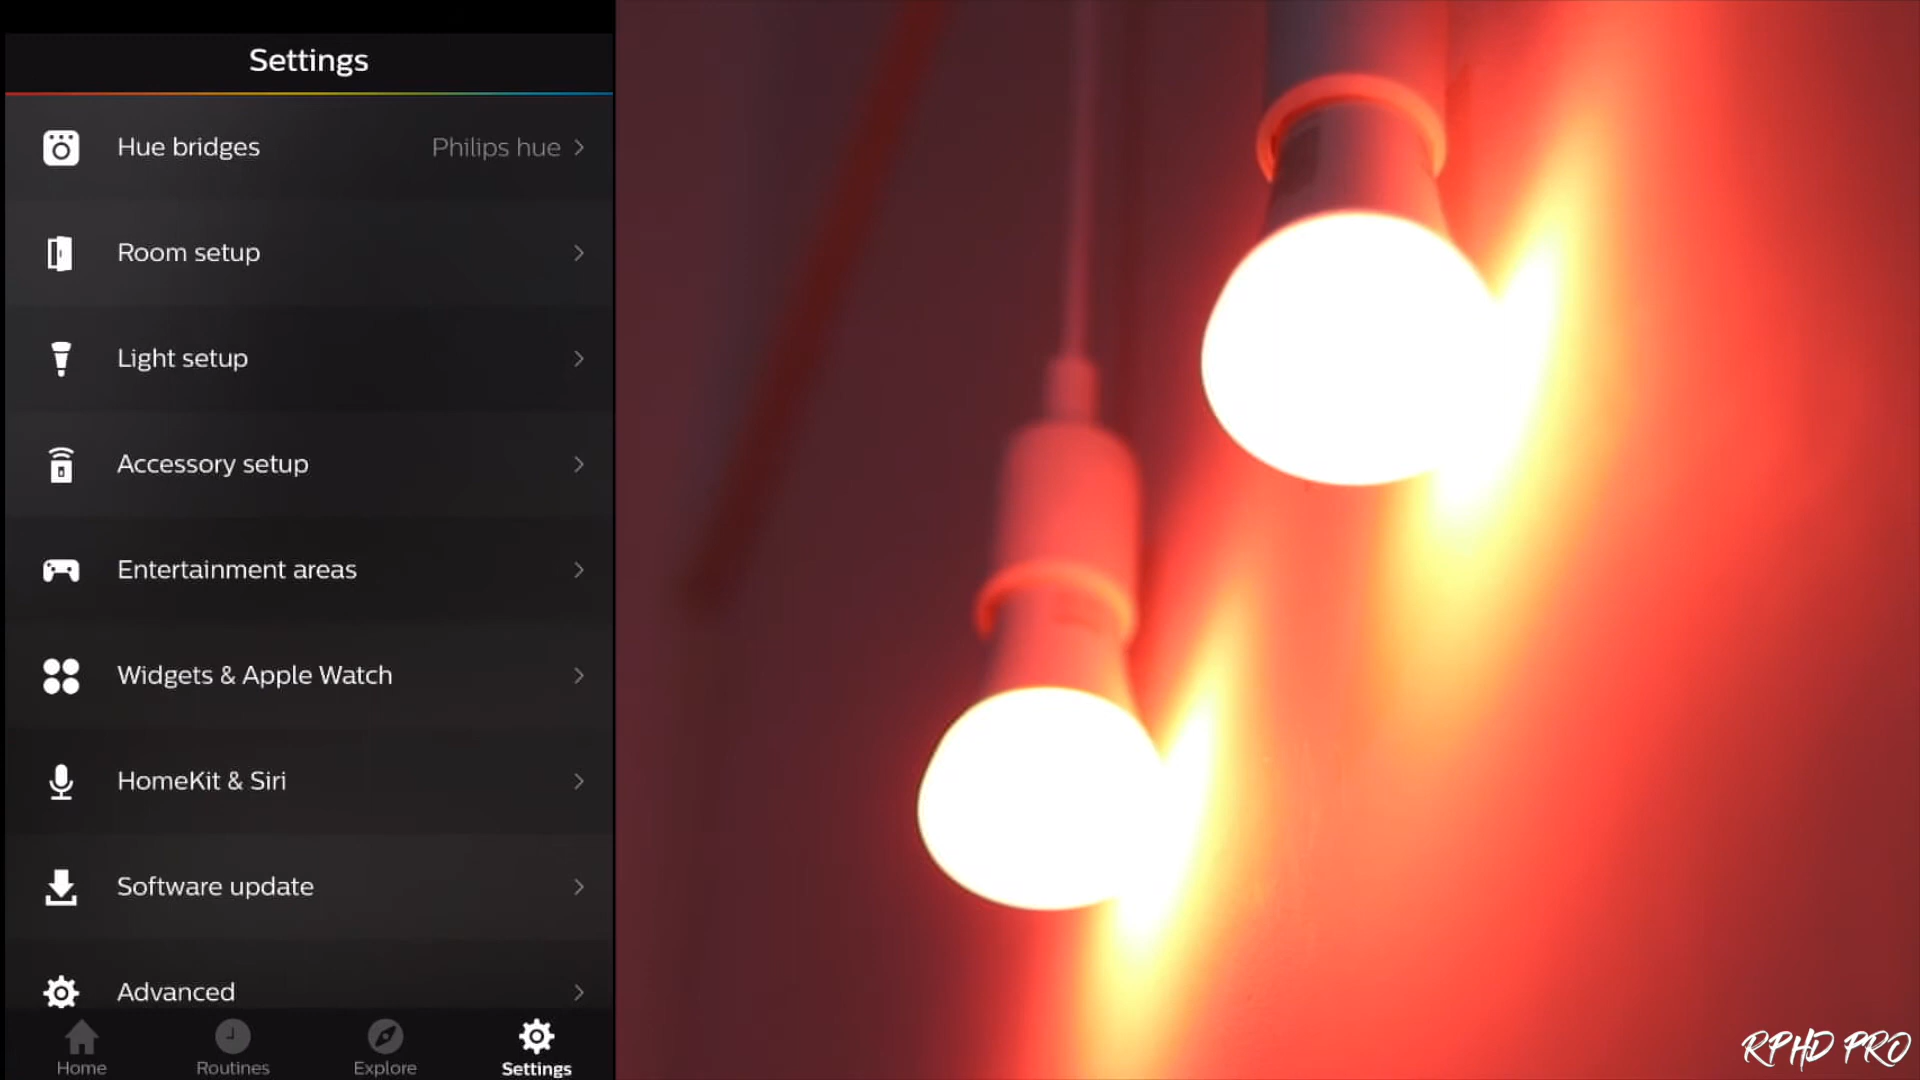 Settings
Hue bridges Philips hue
Room setup
Light setup
Accessory setup
Entertainment areas
Widgets & Apple Watch
HomeKit & Siri
Software update
Advanced
Home Routines Explore Settings
RPHD PRO